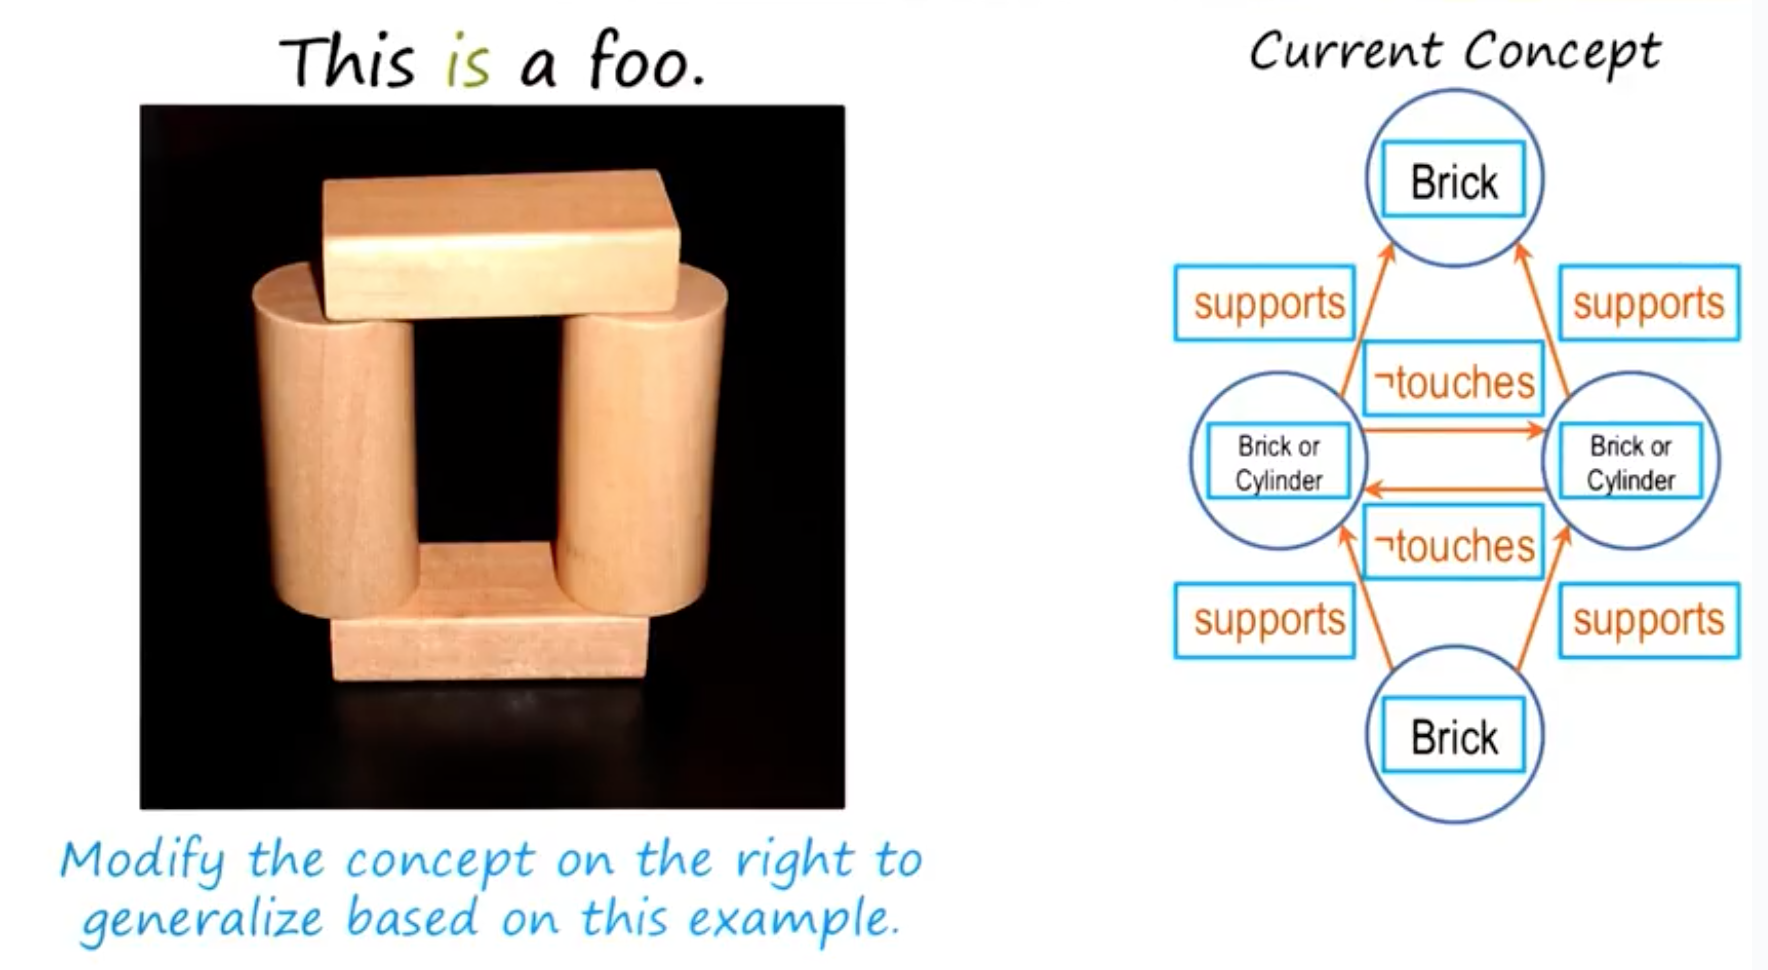 This is a foo.
Current Concept
Brick
supports
supports
¬touches
Brick or
Cylinder
Brick or
Cylinder
¬touches
supports
supports
Brick
Modify the concept on the right to
generalize based on this example.